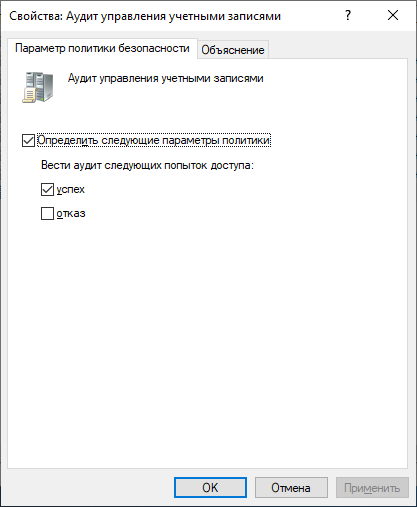 Свойства: Аудит управления учетными записями
Параметр политики безопасности
Объяснение
Аудит управления учетными записями
Определить следующие параметры политики
Вести аудит следующих попыток доступа:
успех
отказ
OK
Отмена
Применить